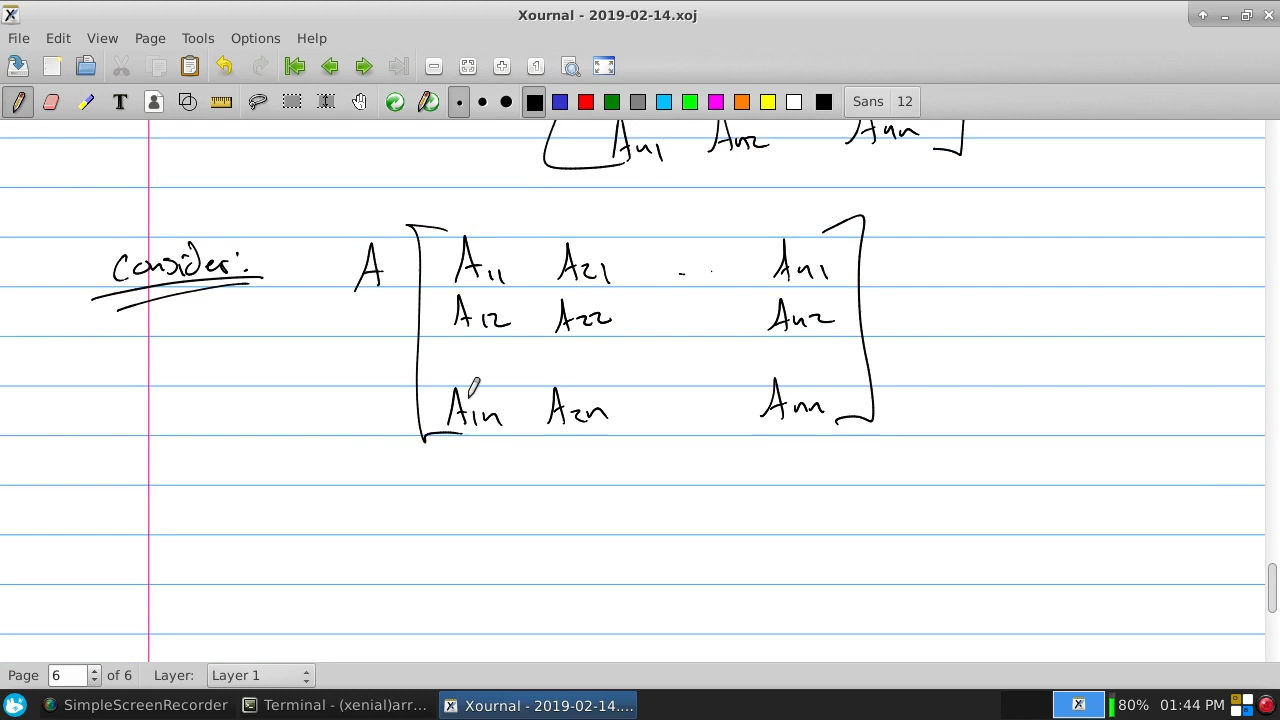 Xournal - 2019-02-14.xoj
File Edit View Page Tools Options Help
Sans 12
An1 An2 Ann
Consider: A A11 A21 . . An1
A12 A22 An2
A1n A2n Ann
Page 6 of 6 Layer: Layer 1
SimpleScreenRecorder Terminal - (xenial)arr... Xournal - 2019-02-14.... 80% 01:44 PM